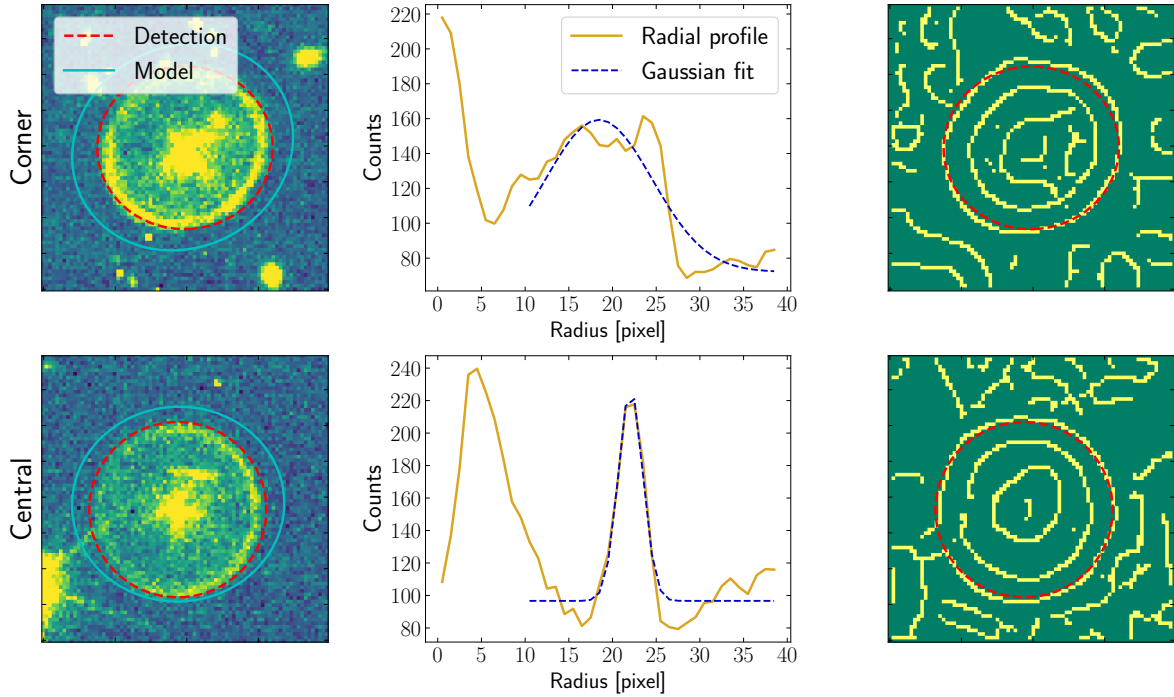 Corner
Detection
Model
220
200
180
160
140
120
100
80
Counts
Radial profile
Gaussian fit
0 5 10 15 20 25 30 35 40
Radius [pixel]
Central
240
220
200
180
160
140
120
100
80
Counts
0 5 10 15 20 25 30 35 40
Radius [pixel]